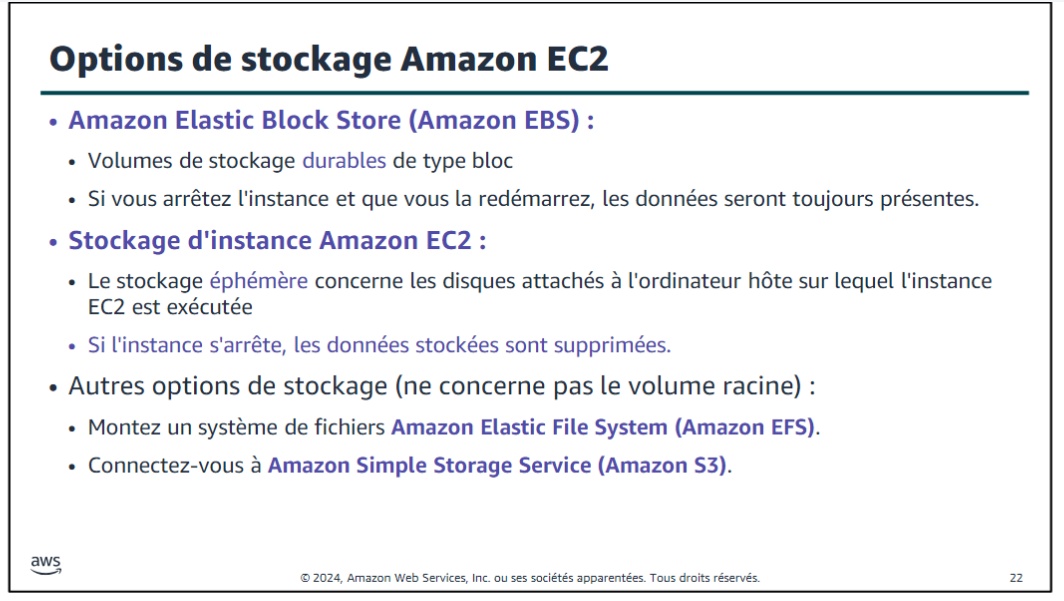 Options de stockage Amazon EC2
• Amazon Elastic Block Store (Amazon EBS) :
• Volumes de stockage durables de type bloc
• Si vous arrêtez l'instance et que vous la redémarrez, les données seront toujours présentes.
• Stockage d'instance Amazon EC2 :
• Le stockage éphémère concerne les disques attachés à l'ordinateur hôte sur lequel l'instance
EC2 est exécutée
• Si l'instance s'arrête, les données stockées sont supprimées.
• Autres options de stockage (ne concerne pas le volume racine) :
• Montez un système de fichiers Amazon Elastic File System (Amazon EFS).
• Connectez-vous à Amazon Simple Storage Service (Amazon S3).
aws
© 2024, Amazon Web Services, Inc. ou ses sociétés apparentées. Tous droits réservés.
22